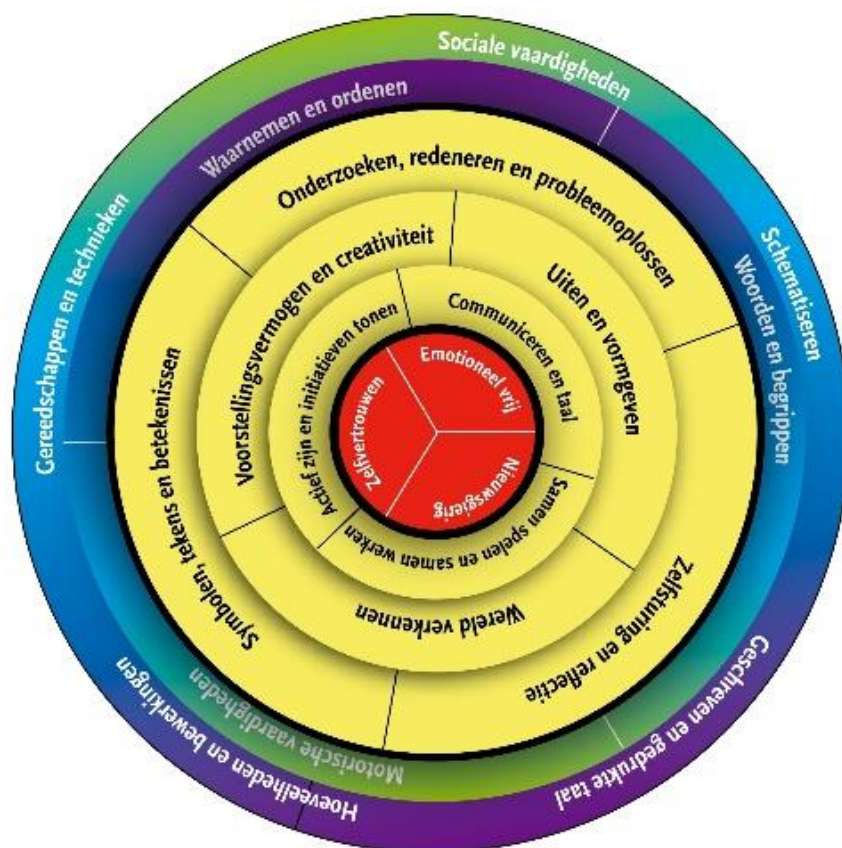 Sociale vaardigheden
Schematiseren
Geschreven en gedrukte taal
Hoeveelheden en bewerkingen
Gereedschappen en technieken
Waarnemen en ordenen
Woorden en begrippen
Motorische vaardigheden
Onderzoeken, redeneren en probleemoplossen
Zelfsturing en reflectie
Symbolen, tekens en betekenissen
Voorstellingsvermogen en creativiteit
Uiten en vormgeven
Wereld verkennen
Actief zijn en initiatieven tonen
Communiceren en taal
Samen spelen en samen werken
Emotioneel vrij
Nieuwsgierig
Zelfvertrouwen